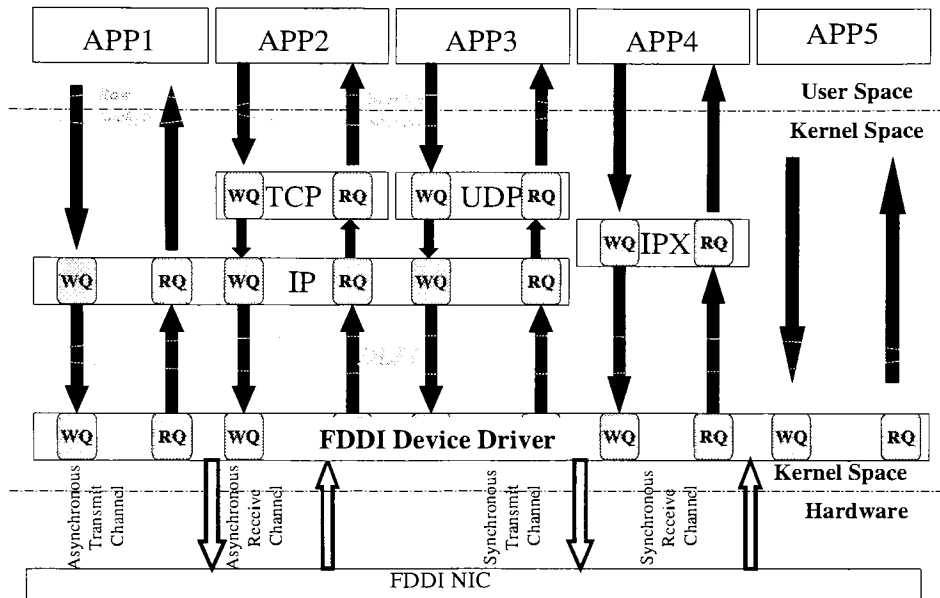 APP1 APP2 APP3 APP4 APP5
Raw
User Space
Kernel Space
WQ TCP RQ WQ UDP RQ
WQ IPX RQ
WQ RQ WQ IP RQ WQ RQ
WQ RQ WQ FDDI Device Driver WQ RQ WQ RQ
Kernel Space
Hardware
Asynchronous
Transmit
Channel
Asynchronous
Receive
Channel
Synchronous
Transmit
Channel
Synchronous
Receive
Channel
FDDI NIC